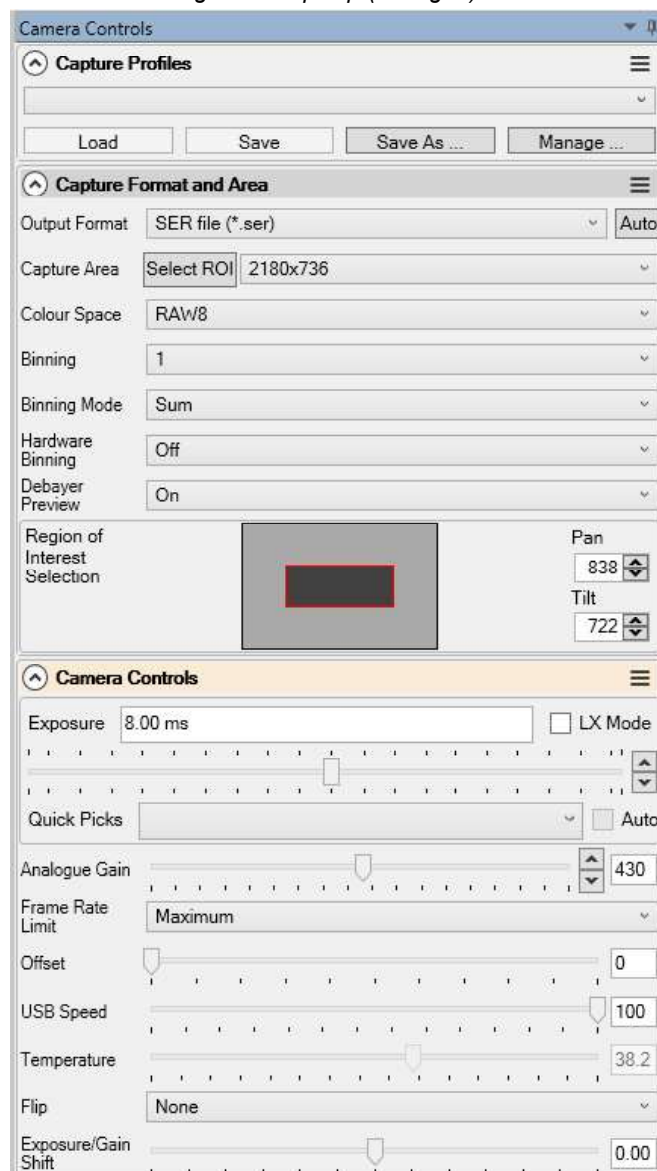 Camera Controls
Capture Profiles
Load Save Save As ... Manage ...
Capture Format and Area
Output Format SER file (*.ser) Auto
Capture Area Select ROI 2180x736
Colour Space RAW8
Binning 1
Binning Mode Sum
Hardware
Binning
Off
Debayer
Preview
On
Region of
Interest
Selection
Pan
838
Tilt
722
Camera Controls
Exposure 8.00 ms LX Mode
Quick Picks Auto
Analogue Gain 430
Frame Rate
Limit
Maximum
Offset 0
USB Speed 100
Temperature 38.2
Flip None
Exposure/Gain
Shift
0.00